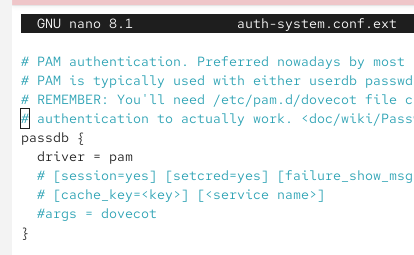 GNU nano 8.1 auth-system.conf.ext
# PAM authentication. Preferred nowadays by most
# PAM is typically used with either userdb passwd
# REMEMBER: You'll need /etc/pam.d/dovecot file c
# authentication to actually work. <doc/wiki/Pass
passdb {
  driver = pam
  # [session=yes] [setcred=yes] [failure_show_msg
  # [cache_key=<key>] [<service name>]
  #args = dovecot
}